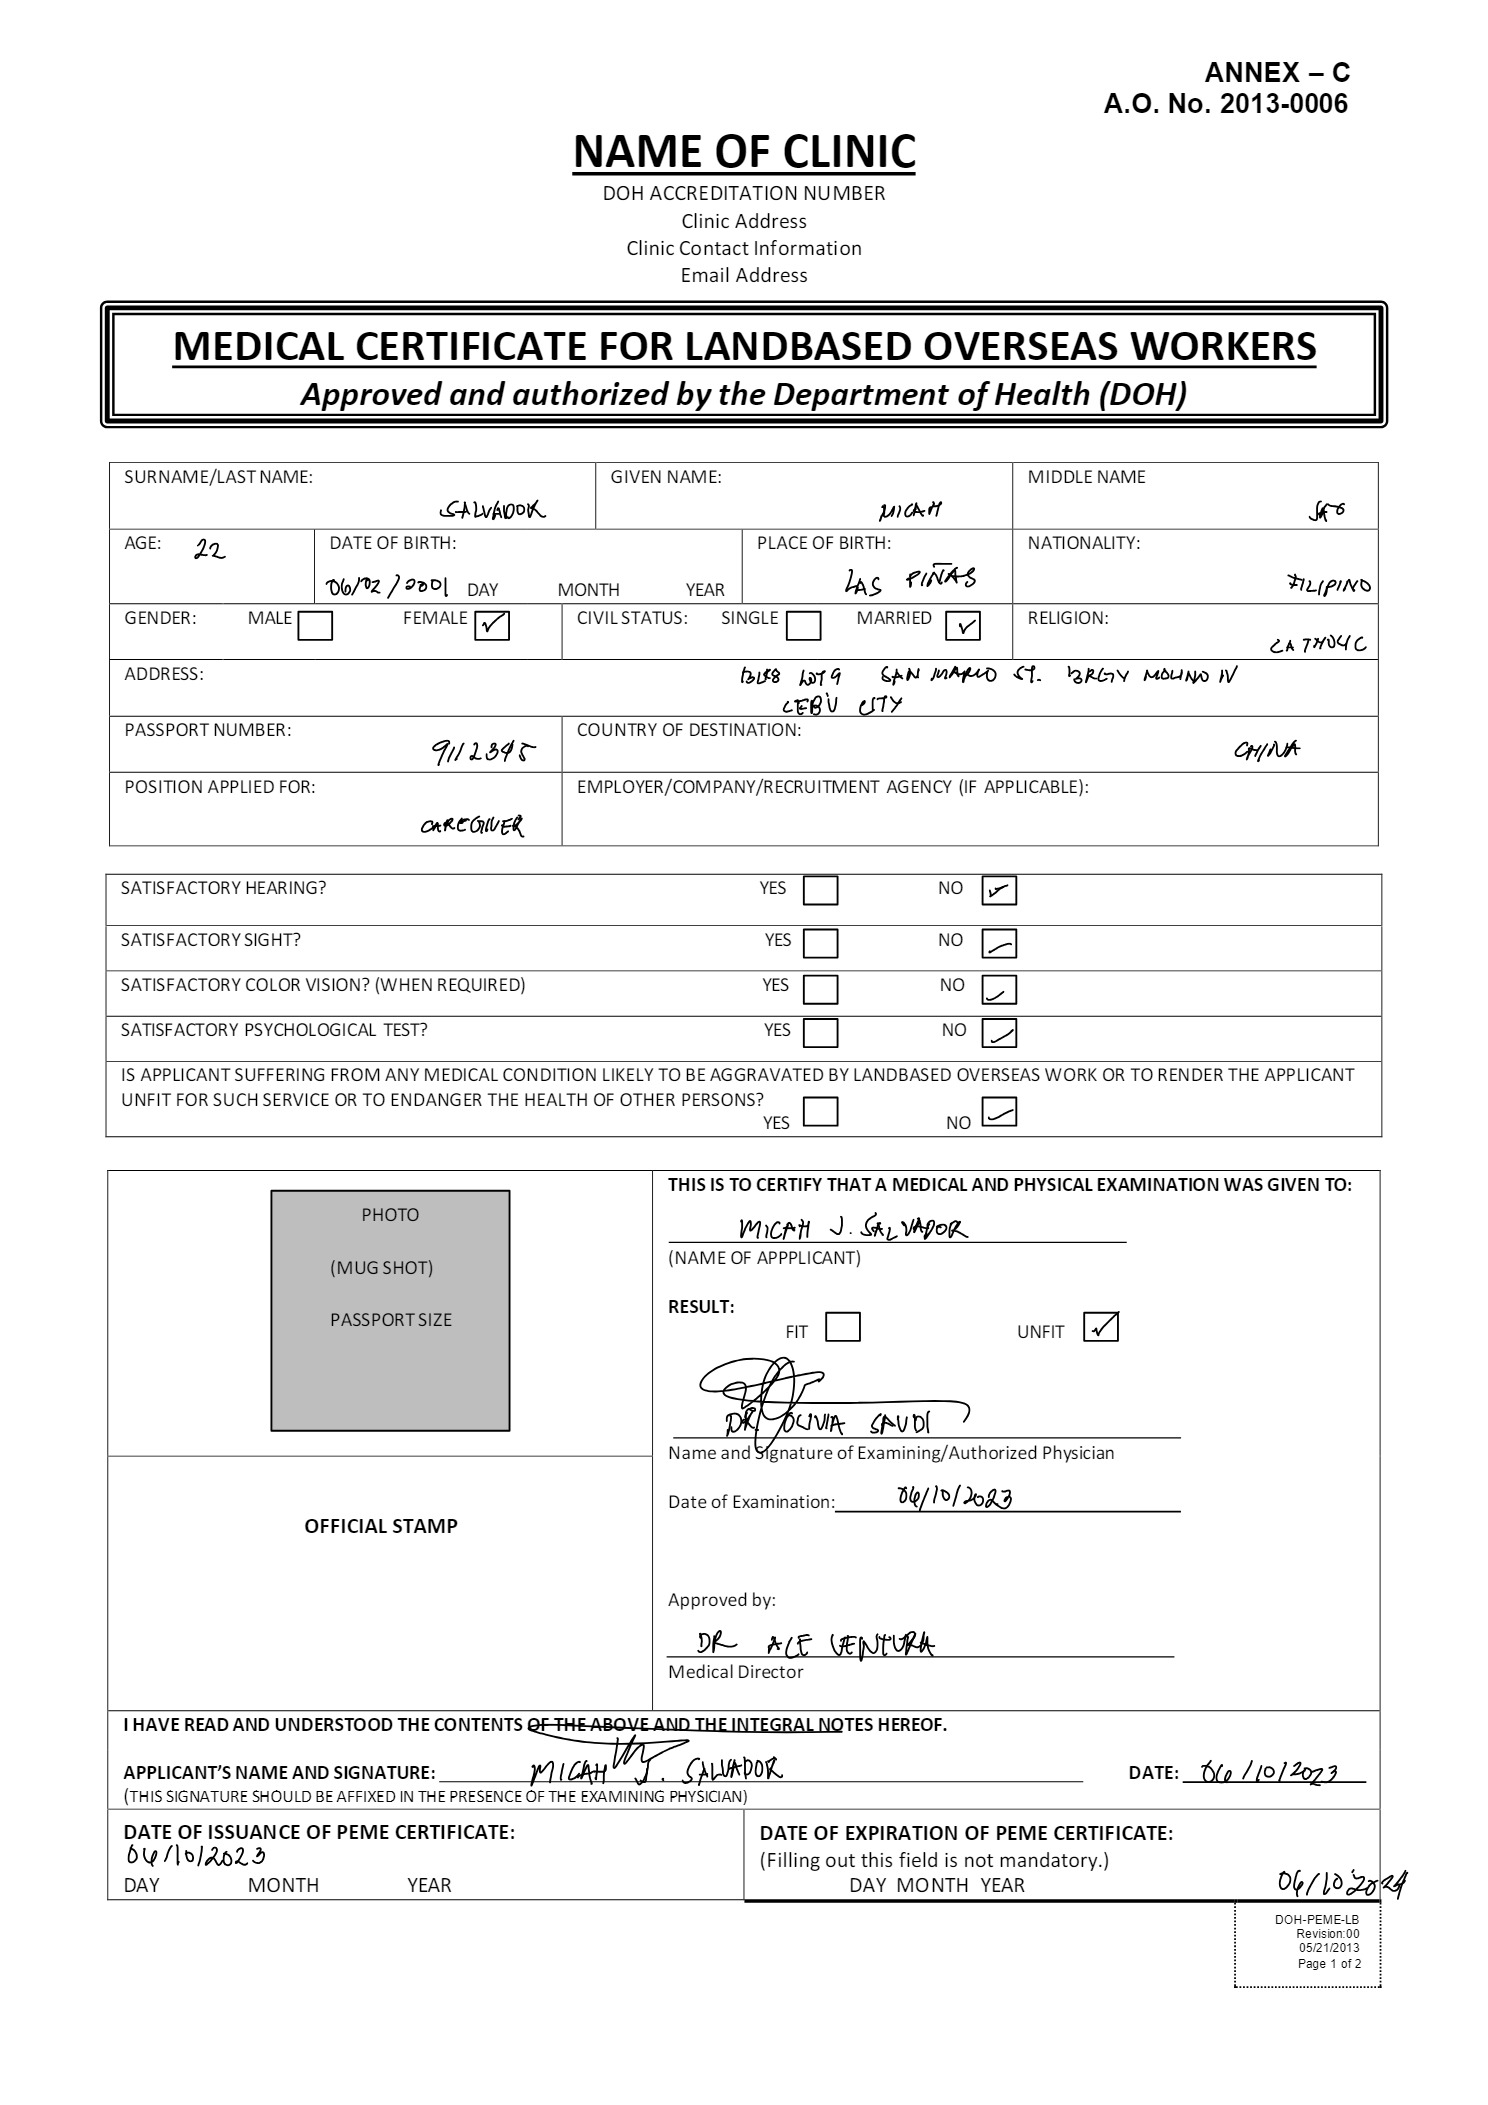 ANNEX – C
A.O. No. 2013-0006
NAME OF CLINIC
DOH ACCREDITATION NUMBER
Clinic Address
Clinic Contact Information
Email Address
MEDICAL CERTIFICATE FOR LANDBASED OVERSEAS WORKERS
Approved and authorized by the Department of Health (DOH)
SURNAME/LAST NAME: GIVEN NAME: MIDDLE NAME
SALVADOR MICAH
AGE: 22 DATE OF BIRTH: PLACE OF BIRTH: NATIONALITY:
06/02/2001 DAY MONTH YEAR LAS PIÑAS FILIPINO
GENDER: MALE FEMALE ✓ CIVIL STATUS: SINGLE MARRIED ✓ RELIGION:
CATHOLIC
ADDRESS: BLK8 LOT 9 SAN MARIO ST. BRGY MOLINO IV
CEBU CITY
PASSPORT NUMBER: COUNTRY OF DESTINATION:
9112345 CHINA
POSITION APPLIED FOR: EMPLOYER/COMPANY/RECRUITMENT AGENCY (IF APPLICABLE):
CAREGIVER
SATISFACTORY HEARING? YES NO ✓
SATISFACTORY SIGHT? YES NO ✓
SATISFACTORY COLOR VISION? (WHEN REQUIRED) YES NO ✓
SATISFACTORY PSYCHOLOGICAL TEST? YES NO ✓
IS APPLICANT SUFFERING FROM ANY MEDICAL CONDITION LIKELY TO BE AGGRAVATED BY LANDBASED OVERSEAS WORK OR TO RENDER THE APPLICANT
UNFIT FOR SUCH SERVICE OR TO ENDANGER THE HEALTH OF OTHER PERSONS?
YES NO ✓
PHOTO
(MUG SHOT)
PASSPORT SIZE
OFFICIAL STAMP
THIS IS TO CERTIFY THAT A MEDICAL AND PHYSICAL EXAMINATION WAS GIVEN TO:
MICAH J. SALVADOR
(NAME OF APPPLICANT)
RESULT:
FIT UNFIT ✓
DR. OLIVIA SAUDI
Name and Signature of Examining/Authorized Physician
Date of Examination: 06/10/2023
Approved by:
DR ACE VENTURA
Medical Director
I HAVE READ AND UNDERSTOOD THE CONTENTS OF THE ABOVE AND THE INTEGRAL NOTES HEREOF.
APPLICANT'S NAME AND SIGNATURE: MICAH J. SALVADOR DATE: 06/10/2023
(THIS SIGNATURE SHOULD BE AFFIXED IN THE PRESENCE OF THE EXAMINING PHYSICIAN)
DATE OF ISSUANCE OF PEME CERTIFICATE:
06/10/2023
DAY MONTH YEAR
DATE OF EXPIRATION OF PEME CERTIFICATE:
(Filling out this field is not mandatory.)
DAY MONTH YEAR 06/10 2024
DOH-PEME-LB
Revision:00
05/21/2013
Page 1 of 2